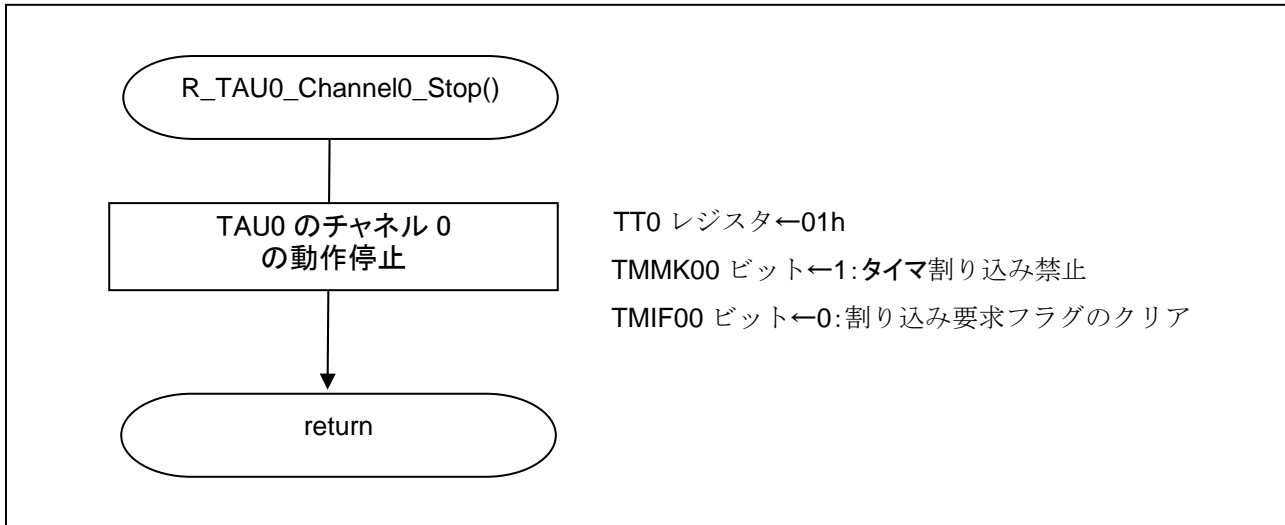 R_TAU0_Channel0_Stop()
TAU0 のチャネル 0
の動作停止
TT0 レジスタ←01h
TMMK00 ビット←1:タイマ割り込み禁止
TMIF00 ビット←0:割り込み要求フラグのクリア
return